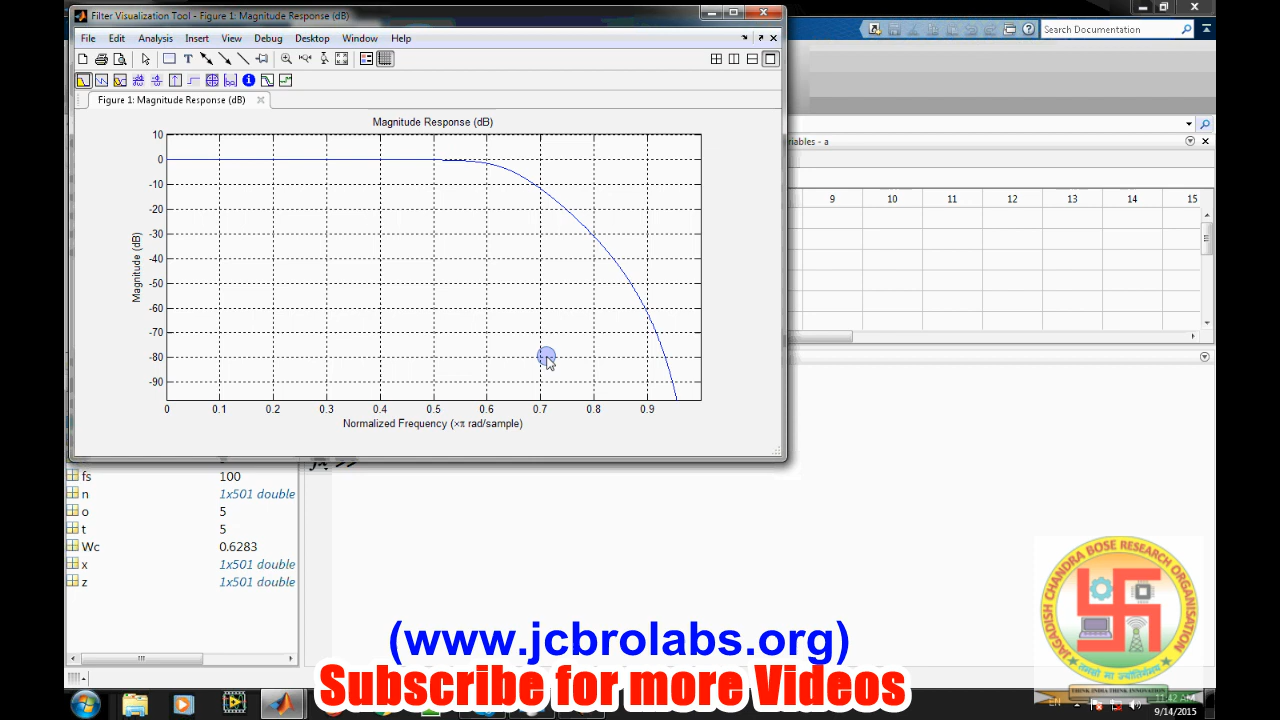 Filter Visualization Tool - Figure 1: Magnitude Response (dB)
File Edit Analysis Insert View Debug Desktop Window Help
Search Documentation
Figure 1: Magnitude Response (dB)
Magnitude Response (dB)
10
0
-10
-20
-30
-40
-50
-60
-70
-80
-90
Magnitude (dB)
0 0.1 0.2 0.3 0.4 0.5 0.6 0.7 0.8 0.9
Normalized Frequency (×π rad/sample)
- a
9 10 11 12 13 14 15
fs 100
n 1x501 double
o 5
t 5
Wc 0.6283
x 1x501 double
z 1x501 double
JAGADISH CHANDRA BOSE RESEARCH ORGANISATION
THINK INDIA THINK INNOVATION
(www.jcbrolabs.org)
Subscribe for more Videos
EN
11:42 AM
9/14/2015